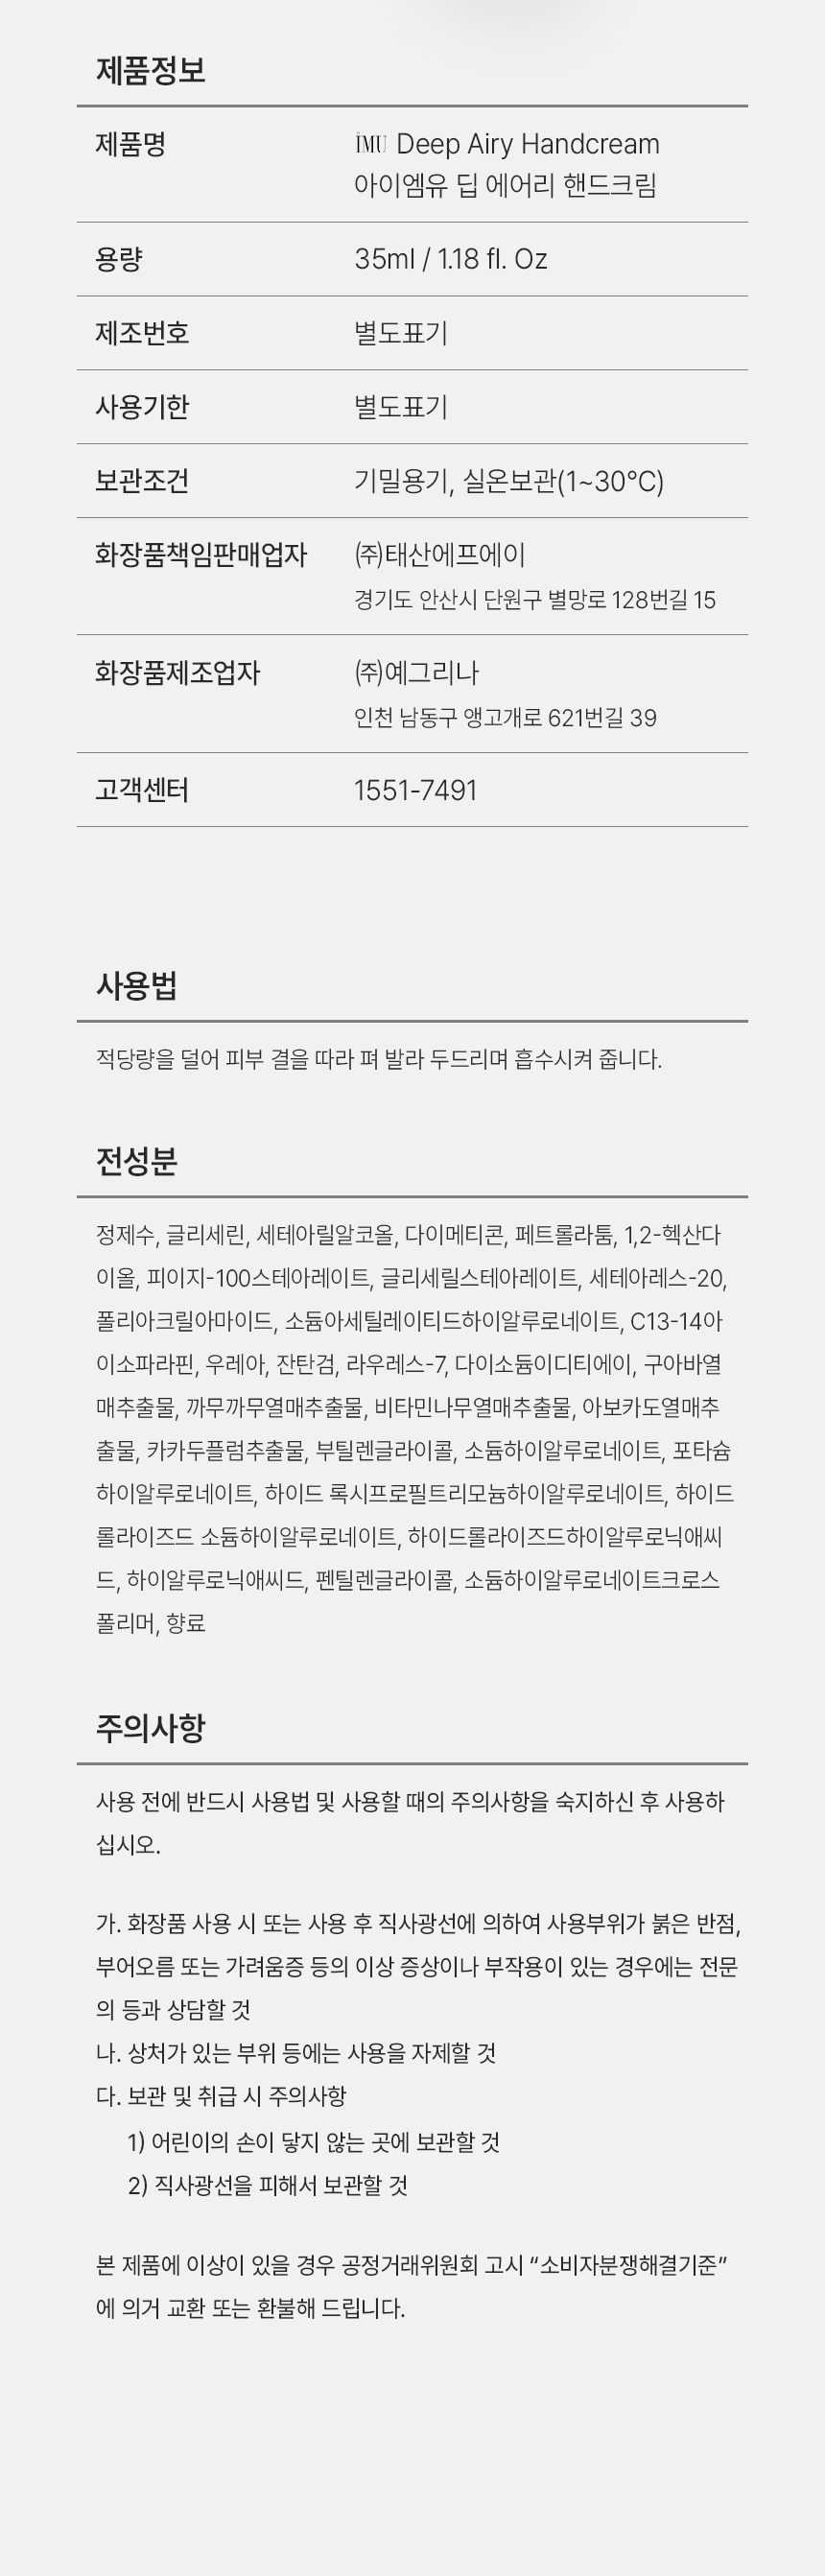 제품정보
제품명
IMU Deep Airy Handcream
아이엠유 딥 에어리 핸드크림
용량
35ml / 1.18 fl. Oz
제조번호
별도표기
사용기한
별도표기
보관조건
기밀용기, 실온보관(1~30°C)
화장품책임판매업자
㈜태산에프에이
경기도 안산시 단원구 별망로 128번길 15
화장품제조업자
㈜예그리나
인천 남동구 앵고개로 621번길 39
고객센터
1551-7491
사용법
적당량을 덜어 피부 결을 따라 펴 발라 두드리며 흡수시켜 줍니다.
전성분
정제수, 글리세린, 세테아릴알코올, 다이메티콘, 페트롤라툼, 1,2-헥산다
이올, 피이지-100스테아레이트, 글리세릴스테아레이트, 세테아레스-20,
폴리아크릴아마이드, 소듐아세틸레이티드하이알루로네이트, C13-14아
이소파라핀, 우레아, 잔탄검, 라우레스-7, 다이소듐이디티에이, 구아바열
매추출물, 까무까무열매추출물, 비타민나무열매추출물, 아보카도열매추
출물, 카카두플럼추출물, 부틸렌글라이콜, 소듐하이알루로네이트, 포타슘
하이알루로네이트, 하이드 록시프로필트리모늄하이알루로네이트, 하이드
롤라이즈드 소듐하이알루로네이트, 하이드롤라이즈드하이알루로닉애씨
드, 하이알루로닉애씨드, 펜틸렌글라이콜, 소듐하이알루로네이트크로스
폴리머, 향료
주의사항
사용 전에 반드시 사용법 및 사용할 때의 주의사항을 숙지하신 후 사용하
십시오.
가. 화장품 사용 시 또는 사용 후 직사광선에 의하여 사용부위가 붉은 반점,
부어오름 또는 가려움증 등의 이상 증상이나 부작용이 있는 경우에는 전문
의 등과 상담할 것
나. 상처가 있는 부위 등에는 사용을 자제할 것
다. 보관 및 취급 시 주의사항
1) 어린이의 손이 닿지 않는 곳에 보관할 것
2) 직사광선을 피해서 보관할 것
본 제품에 이상이 있을 경우 공정거래위원회 고시 “소비자분쟁해결기준”
에 의거 교환 또는 환불해 드립니다.